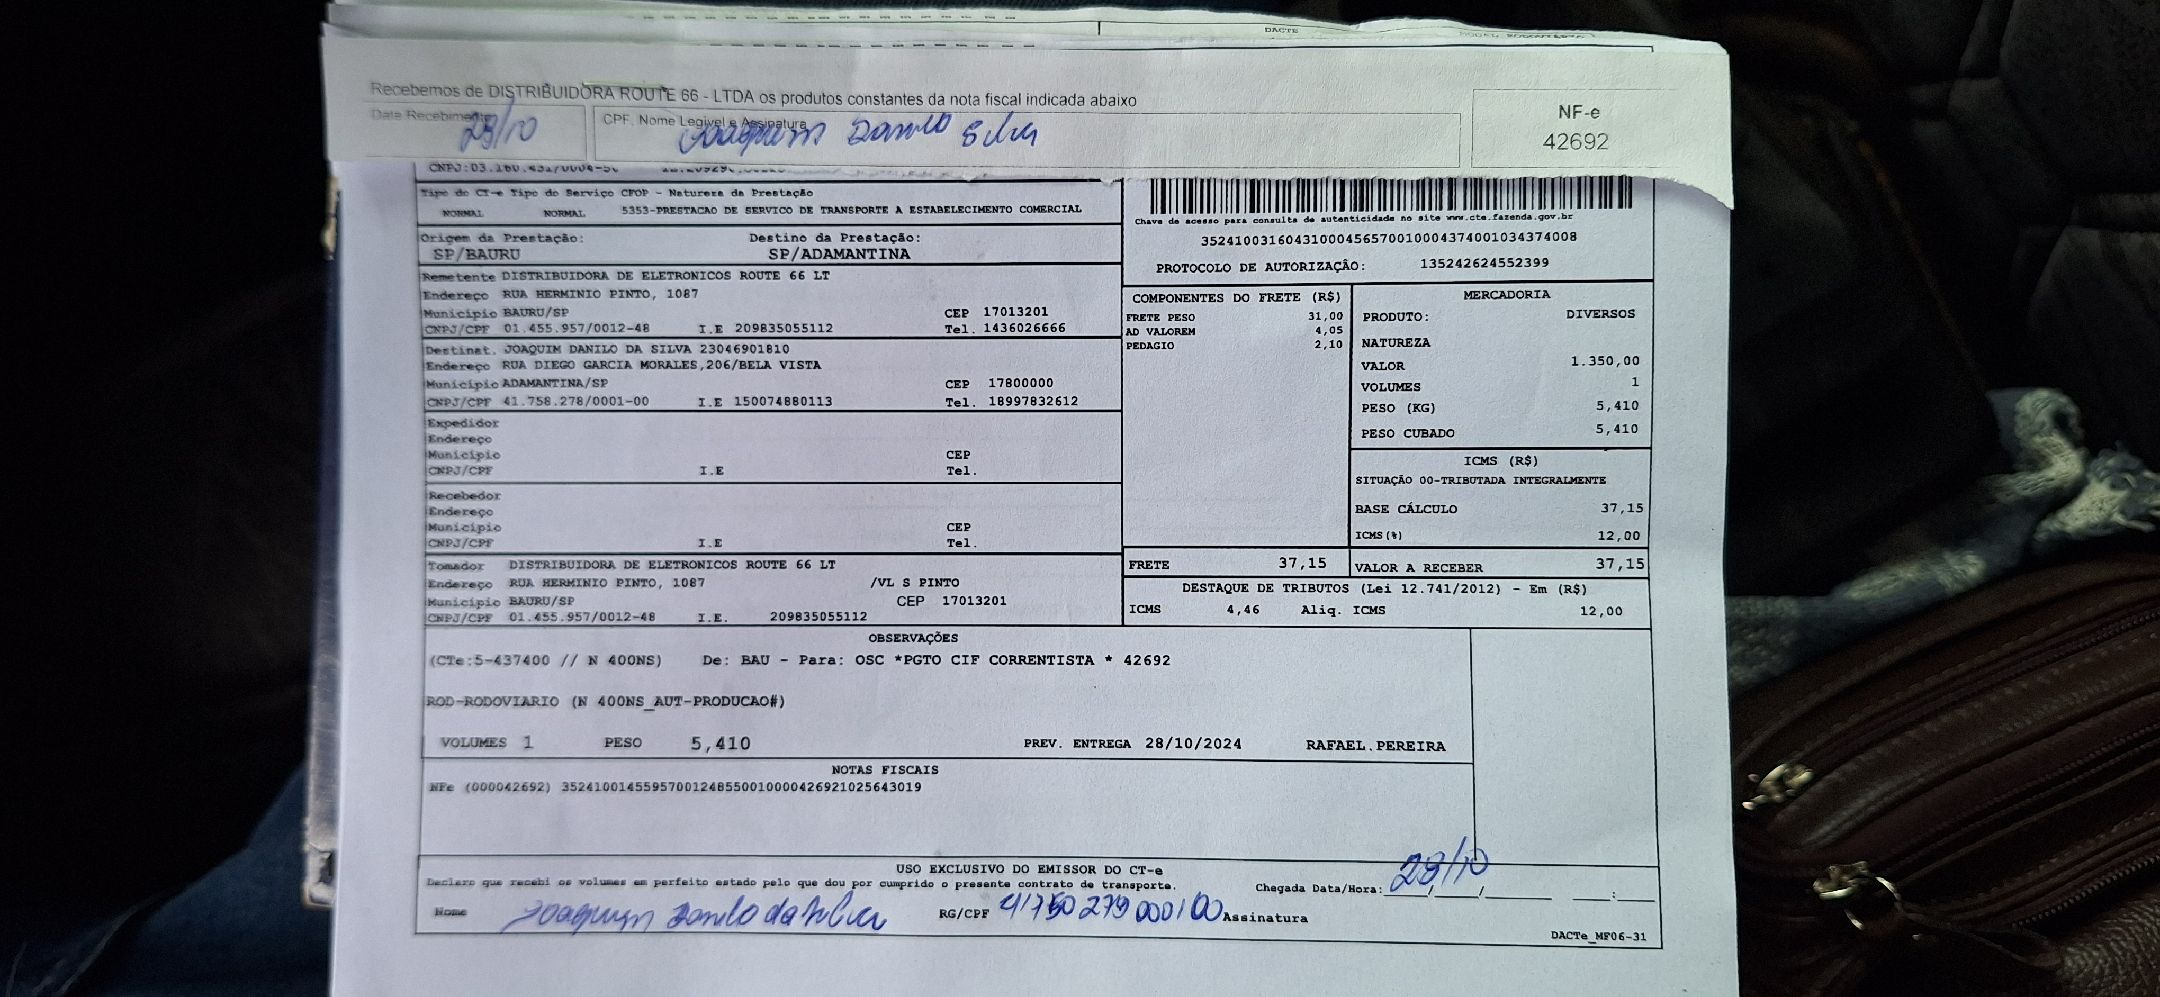 DACTE
Recebemos de DISTRIBUIDORA ROUTE 66 - LTDA os produtos constantes da nota fiscal indicada abaixo
Data Recebimento CPF, Nome Legível e Assinatura NF-e
28/10 Joaquim Danilo Silva 42692
Tipo do CT-e Tipo do Serviço CFOP - Natureza da Prestação
NORMAL NORMAL 5353-PRESTACAO DE SERVICO DE TRANSPORTE A ESTABELECIMENTO COMERCIAL
Chave de acesso para consulta de autenticidade no site www.cte.fazenda.gov.br
35241003160431000456570010004374001034374008
PROTOCOLO DE AUTORIZAÇÃO: 135242624552399
Origem da Prestação: Destino da Prestação:
SP/BAURU SP/ADAMANTINA
Remetente DISTRIBUIDORA DE ELETRONICOS ROUTE 66 LT
Endereço RUA HERMINIO PINTO, 1087
Município BAURU/SP CEP 17013201
CNPJ/CPF 01.455.957/0012-48 I.E 209835055112 Tel. 1436026666
Destinat. JOAQUIM DANILO DA SILVA 23046901810
Endereço RUA DIEGO GARCIA MORALES,206/BELA VISTA
Município ADAMANTINA/SP CEP 17800000
CNPJ/CPF 41.758.278/0001-00 I.E 150074880113 Tel. 18997832612
Expedidor
Endereço
Município CEP
CNPJ/CPF I.E Tel.
Recebedor
Endereço
Município CEP
CNPJ/CPF I.E Tel.
Tomador DISTRIBUIDORA DE ELETRONICOS ROUTE 66 LT
Endereço RUA HERMINIO PINTO, 1087 /VL S PINTO
Município BAURU/SP CEP 17013201
CNPJ/CPF 01.455.957/0012-48 I.E. 209835055112
COMPONENTES DO FRETE (R$)
FRETE PESO 31,00
AD VALOREM 4,05
PEDAGIO 2,10
MERCADORIA
PRODUTO: DIVERSOS
NATUREZA
VALOR 1.350,00
VOLUMES 1
PESO (KG) 5,410
PESO CUBADO 5,410
ICMS (R$)
SITUAÇÃO 00-TRIBUTADA INTEGRALMENTE
BASE CÁLCULO 37,15
ICMS(%) 12,00
FRETE 37,15 VALOR A RECEBER 37,15
DESTAQUE DE TRIBUTOS (Lei 12.741/2012) - Em (R$)
ICMS 4,46 Aliq. ICMS 12,00
OBSERVAÇÕES
(CTe:5-437400 // N 400NS) De: BAU - Para: OSC *PGTO CIF CORRENTISTA * 42692
ROD-RODOVIARIO (N 400NS_AUT-PRODUCAO#)
VOLUMES 1 PESO 5,410 PREV. ENTREGA 28/10/2024 RAFAEL.PEREIRA
NOTAS FISCAIS
NFe (000042692) 35241001455957001248550010000426921025643019
USO EXCLUSIVO DO EMISSOR DO CT-e
Declaro que recebi os volumes em perfeito estado pelo que dou por cumprido o presente contrato de transporte. Chegada Data/Hora: 28/10
Nome Joaquim Danilo da Silva RG/CPF Assinatura
DACTe_MF06-31